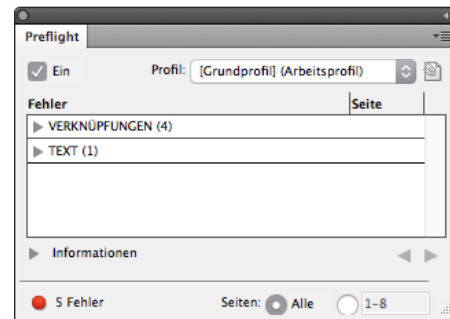 Preflight
Ein Profil: [Grundprofil] (Arbeitsprofil)
Fehler Seite
VERKNÜPFUNGEN (4)
TEXT (1)
Informationen
5 Fehler Seiten: Alle 1-8